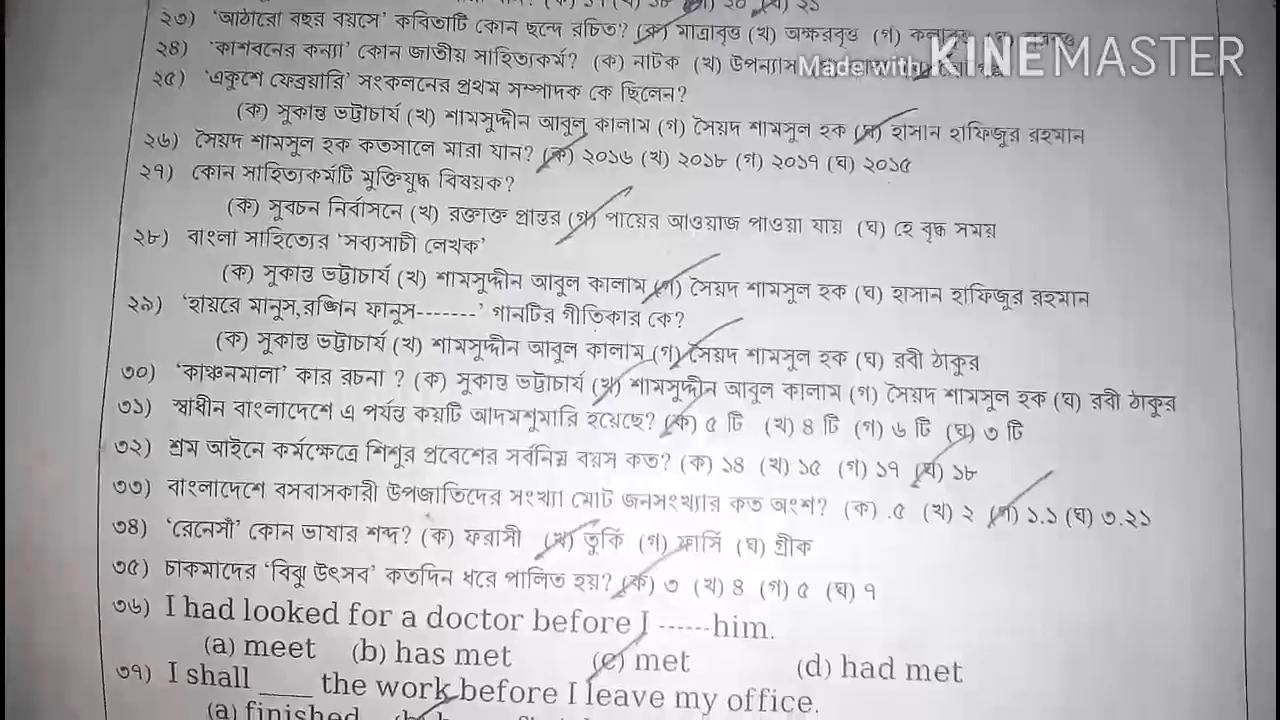 ২৩) 'আঠারো বছর বয়সে' কবিতাটি কোন ছন্দে রচিত? (ক) মাত্রাবৃত্ত (খ) অক্ষরবৃত্ত (গ)
২৪) 'কাশবনের কন্যা' কোন জাতীয় সাহিত্যকর্ম? (ক) নাটক (খ) উপন্যাস
Made with KINEMASTER
২৫) 'একুশে ফেব্রুয়ারি' সংকলনের প্রথম সম্পাদক কে ছিলেন?
(ক) সুকান্ত ভট্টাচার্য (খ) শামসুদ্দীন আবুল কালাম (গ) সৈয়দ শামসুল হক (ঘ) হাসান হাফিজুর রহমান
২৬) সৈয়দ শামসুল হক কতসালে মারা যান? (ক) ২০১৬ (খ) ২০১৮ (গ) ২০১৭ (ঘ) ২০১৫
২৭) কোন সাহিত্যকর্মটি মুক্তিযুদ্ধ বিষয়ক?
(ক) সুবচন নির্বাসনে (খ) রক্তাক্ত প্রান্তর (গ) পায়ের আওয়াজ পাওয়া যায় (ঘ) হে বৃদ্ধ সময়
২৮) বাংলা সাহিত্যের 'সব্যসাচী লেখক'
(ক) সুকান্ত ভট্টাচার্য (খ) শামসুদ্দীন আবুল কালাম (গ) সৈয়দ শামসুল হক (ঘ) হাসান হাফিজুর রহমান
২৯) 'হায়রে মানুস,রঙ্গিন ফানুস-------' গানটির গীতিকার কে?
(ক) সুকান্ত ভট্টাচার্য (খ) শামসুদ্দীন আবুল কালাম (গ) সৈয়দ শামসুল হক (ঘ) রবী ঠাকুর
৩০) 'কাঞ্চনমালা' কার রচনা ? (ক) সুকান্ত ভট্টাচার্য (খ) শামসুদ্দীন আবুল কালাম (গ) সৈয়দ শামসুল হক (ঘ) রবী ঠাকুর
৩১) স্বাধীন বাংলাদেশে এ পর্যন্ত কয়টি আদমশুমারি হয়েছে? (ক) ৫ টি (খ) ৪ টি (গ) ৬ টি (ঘ) ৩ টি
৩২) শ্রম আইনে কর্মক্ষেত্রে শিশুর প্রবেশের সর্বনিম্ন বয়স কত? (ক) ১৪ (খ) ১৫ (গ) ১৭ (ঘ) ১৮
৩৩) বাংলাদেশে বসবাসকারী উপজাতিদের সংখ্যা মোট জনসংখ্যার কত অংশ? (ক) .৫ (খ) ২ (গ) ১.১ (ঘ) ৩.২১
৩৪) 'রেনেসাঁ' কোন ভাষার শব্দ? (ক) ফরাসী (খ) তুর্কি (গ) ফার্সি (ঘ) গ্রীক
৩৫) চাকমাদের 'বিঝু উৎসব' কতদিন ধরে পালিত হয়? (ক) ৩ (খ) ৪ (গ) ৫ (ঘ) ৭
৩৬) I had looked for a doctor before I ------him.
(a) meet (b) has met (c) met (d) had met
৩৭) I shall ____ the work before I leave my office.
(a) finished